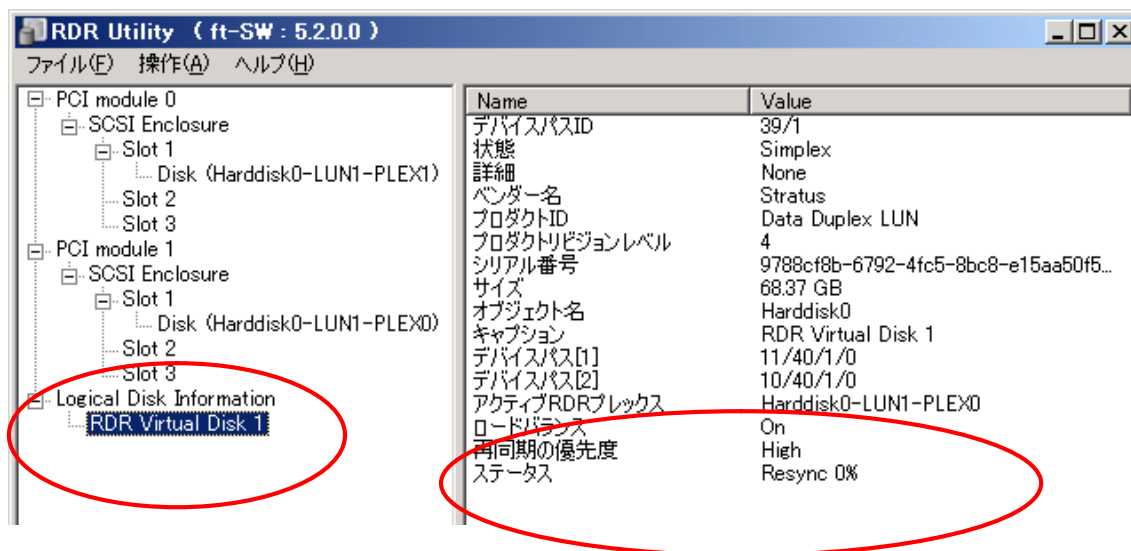 RDR Utility ( ft-SW : 5.2.0.0 )
ファイル(F) 操作(A) ヘルプ(H)
PCI module 0
SCSI Enclosure
Slot 1
Disk (Harddisk0-LUN1-PLEX1)
Slot 2
Slot 3
PCI module 1
SCSI Enclosure
Slot 1
Disk (Harddisk0-LUN1-PLEX0)
Slot 2
Slot 3
Logical Disk Information
RDR Virtual Disk 1
Name Value
デバイスパスID 39/1
状態 Simplex
詳細 None
ベンダー名 Stratus
プロダクトID Data Duplex LUN
プロダクトリビジョンレベル 4
シリアル番号 9788cf8b-6792-4fc5-8bc8-e15aa50f5...
サイズ 68.37 GB
オブジェクト名 Harddisk0
キャプション RDR Virtual Disk 1
デバイスパス[1] 11/40/1/0
デバイスパス[2] 10/40/1/0
アクティブRDRプレックス Harddisk0-LUN1-PLEX0
ロードバランス On
再同期の優先度 High
ステータス Resync 0%